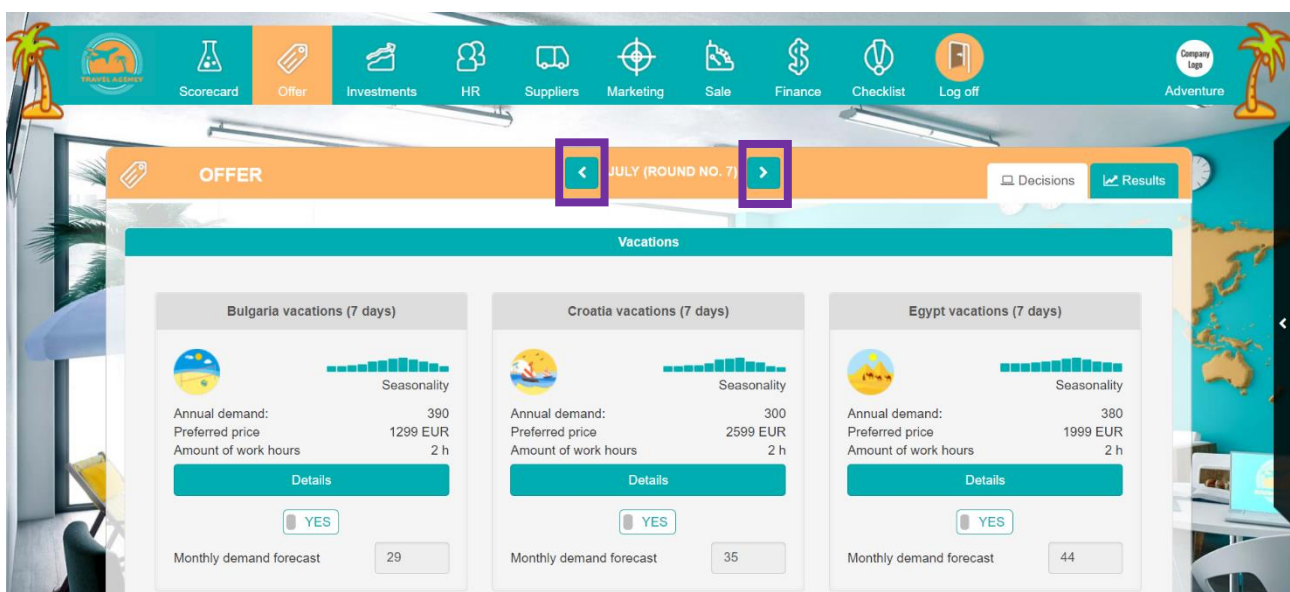 TRAVEL AGENCY
Scorecard
Offer
Investments
HR
Suppliers
Marketing
Sale
Finance
Checklist
Log off
Company
Logo
Adventure
OFFER
JULY (ROUND NO. 7)
Decisions
Results
Vacations
Bulgaria vacations (7 days)
Seasonality
Annual demand: 390
Preferred price 1299 EUR
Amount of work hours 2 h
Details
YES
Monthly demand forecast 29
Croatia vacations (7 days)
Seasonality
Annual demand: 300
Preferred price 2599 EUR
Amount of work hours 2 h
Details
YES
Monthly demand forecast 35
Egypt vacations (7 days)
Seasonality
Annual demand: 380
Preferred price 1999 EUR
Amount of work hours 2 h
Details
YES
Monthly demand forecast 44